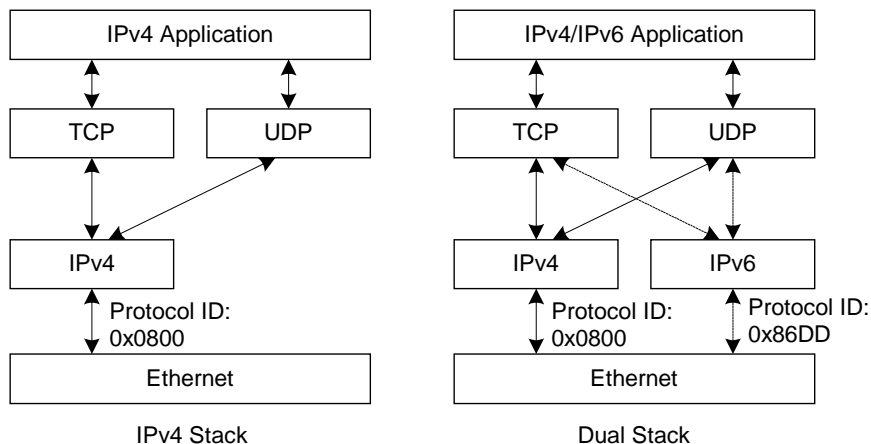 IPv4 Application
TCP
UDP
IPv4
Protocol ID:
0x0800
Ethernet
IPv4 Stack
IPv4/IPv6 Application
TCP
UDP
IPv4
IPv6
Protocol ID:
0x0800
Protocol ID:
0x86DD
Ethernet
Dual Stack